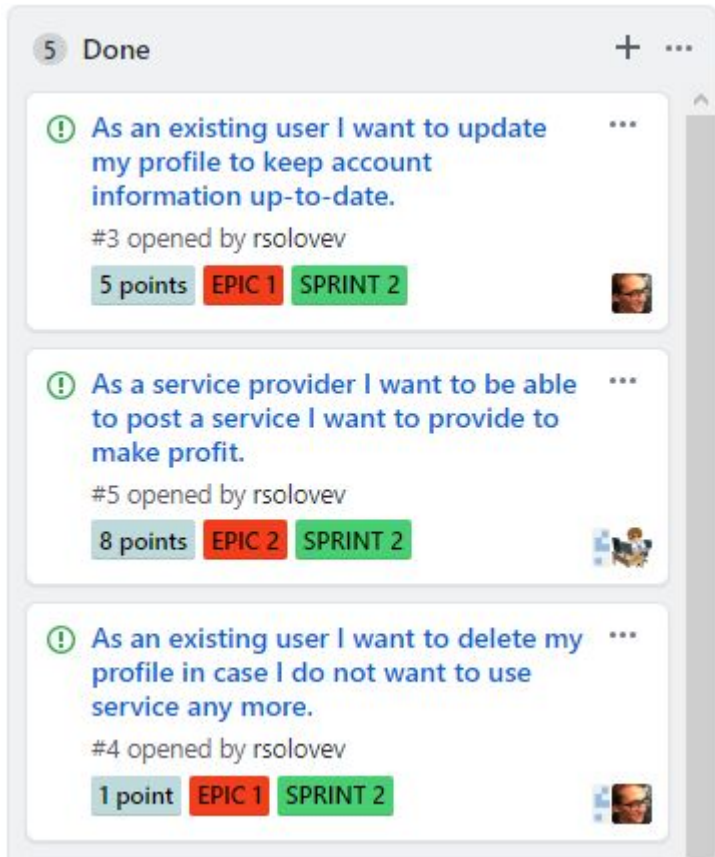 5 Done
As an existing user I want to update
my profile to keep account
information up-to-date.
#3 opened by rsolovev
5 points EPIC 1 SPRINT 2
As a service provider I want to be able
to post a service I want to provide to
make profit.
#5 opened by rsolovev
8 points EPIC 2 SPRINT 2
As an existing user I want to delete my
profile in case I do not want to use
service any more.
#4 opened by rsolovev
1 point EPIC 1 SPRINT 2